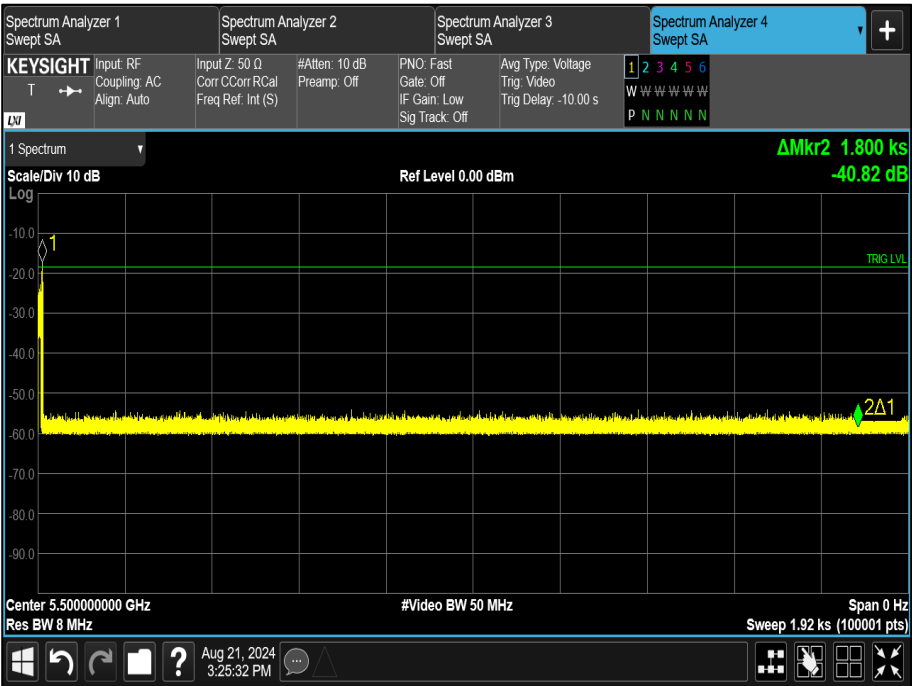 Spectrum Analyzer 1
Swept SA
Spectrum Analyzer 2
Swept SA
Spectrum Analyzer 3
Swept SA
Spectrum Analyzer 4
Swept SA
KEYSIGHT
T
LXI
Input: RF
Coupling: AC
Align: Auto
Input Z: 50 Ω
Corr CCorr RCal
Freq Ref: Int (S)
#Atten: 10 dB
Preamp: Off
PNO: Fast
Gate: Off
IF Gain: Low
Sig Track: Off
Avg Type: Voltage
Trig: Video
Trig Delay: -10.00 s
1 2 3 4 5 6
W W W W W W
P N N N N N
1 Spectrum
ΔMkr2 1.800 ks
-40.82 dB
Scale/Div 10 dB
Ref Level 0.00 dBm
Log
-10.0
1
TRIG LVL
-20.0
-30.0
-40.0
-50.0
2Δ1
-60.0
-70.0
-80.0
-90.0
Center 5.500000000 GHz
#Video BW 50 MHz
Span 0 Hz
Res BW 8 MHz
Sweep 1.92 ks (100001 pts)
?
Aug 21, 2024
3:25:32 PM